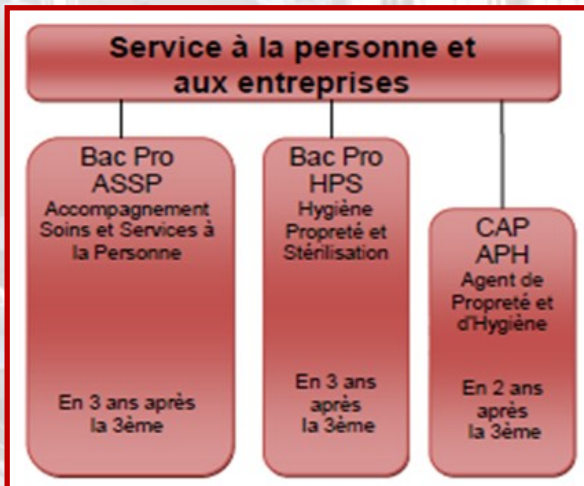 Service à la personne et
aux entreprises
Bac Pro
ASSP
Accompagnement
Soins et Services à
la Personne
En 3 ans après
la 3ème
Bac Pro
HPS
Hygiène
Propreté et
Stérilisation
En 3 ans
après
la 3ème
CAP
APH
Agent de
Propreté et
d'Hygiène
En 2 ans
après
la 3ème